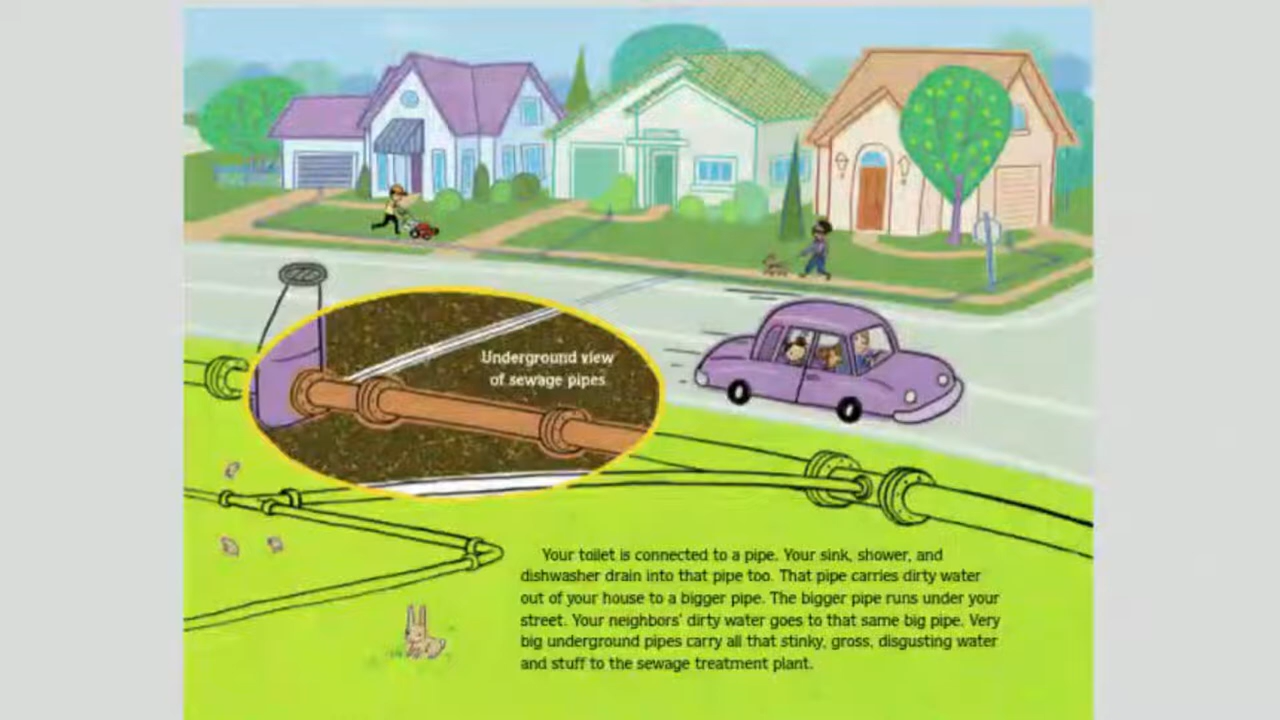 Underground view
of sewage pipes
Your toilet is connected to a pipe. Your sink, shower, and
dishwasher drain into that pipe too. That pipe carries dirty water
out of your house to a bigger pipe. The bigger pipe runs under your
street. Your neighbors' dirty water goes to that same big pipe. Very
big underground pipes carry all that stinky, gross, disgusting water
and stuff to the sewage treatment plant.